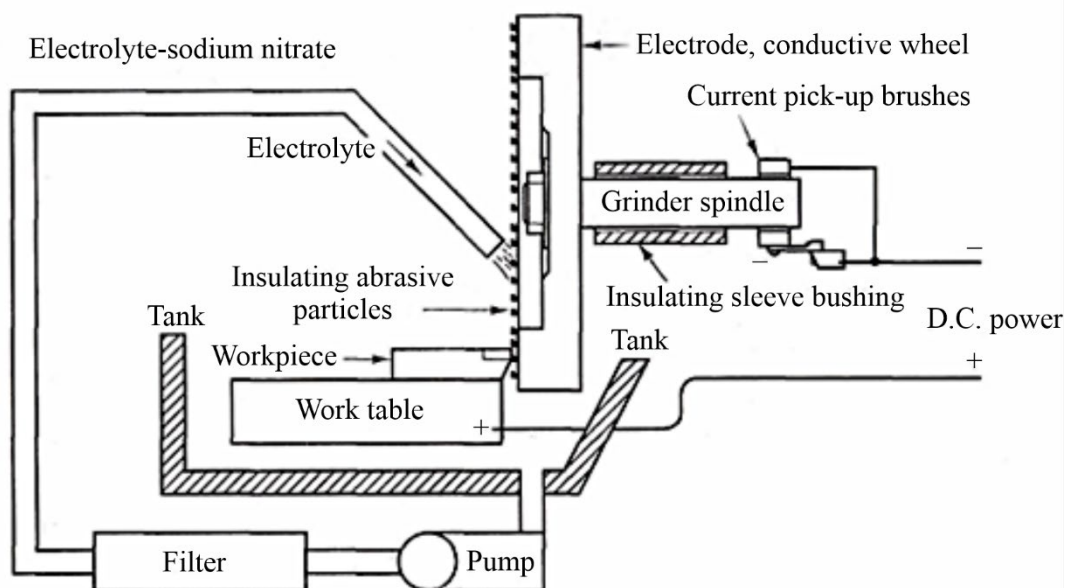 Electrolyte-sodium nitrate
Electrode, conductive wheel
Current pick-up brushes
Electrolyte
Grinder spindle
Insulating abrasive
particles
–
–
Insulating sleeve bushing
Tank
Tank
D.C. power
Workpiece
+
Work table
+
Filter
Pump